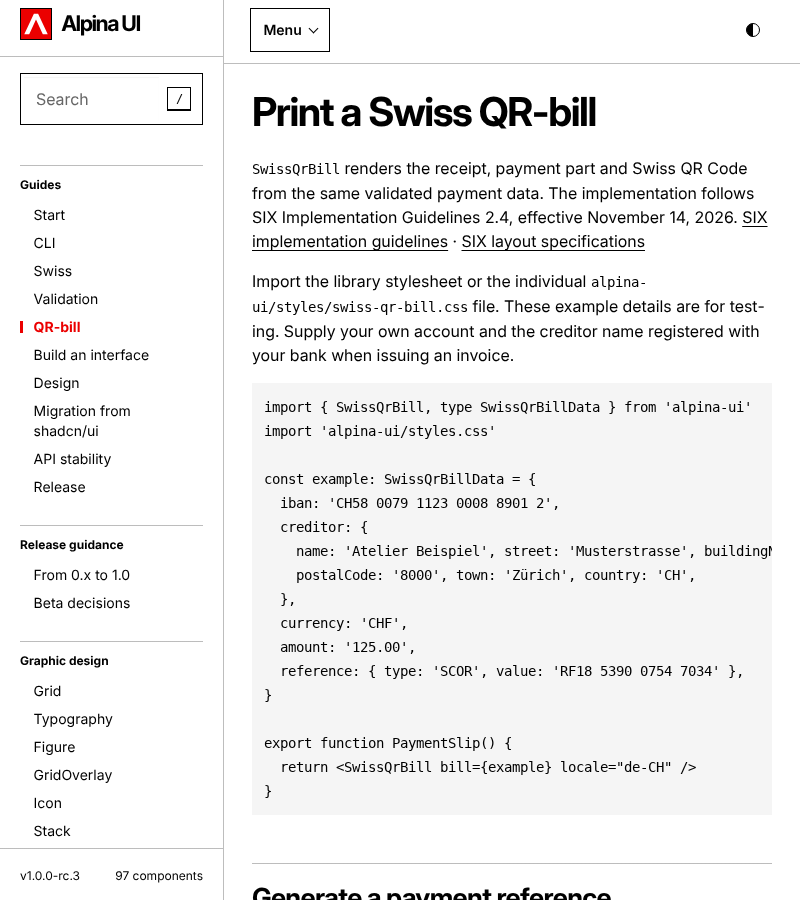 Alpina UI
Menu
Search /
Guides
Start
CLI
Swiss
Validation
QR-bill
Build an interface
Design
Migration from
shadcn/ui
API stability
Release
Release guidance
From 0.x to 1.0
Beta decisions
Graphic design
Grid
Typography
Figure
GridOverlay
Icon
Stack
v1.0.0-rc.3 97 components
Print a Swiss QR-bill
SwissQrBill renders the receipt, payment part and Swiss QR Code
from the same validated payment data. The implementation follows
SIX Implementation Guidelines 2.4, effective November 14, 2026. SIX
implementation guidelines · SIX layout specifications
Import the library stylesheet or the individual alpina-
ui/styles/swiss-qr-bill.css file. These example details are for test-
ing. Supply your own account and the creditor name registered with
your bank when issuing an invoice.
import { SwissQrBill, type SwissQrBillData } from 'alpina-ui'
import 'alpina-ui/styles.css'
const example: SwissQrBillData = {
  iban: 'CH58 0079 1123 0008 8901 2',
  creditor: {
    name: 'Atelier Beispiel', street: 'Musterstrasse', building
    postalCode: '8000', town: 'Zürich', country: 'CH',
  },
  currency: 'CHF',
  amount: '125.00',
  reference: { type: 'SCOR', value: 'RF18 5390 0754 7034' },
}
export function PaymentSlip() {
  return <SwissQrBill bill={example} locale="de-CH" />
}
Generate a payment reference